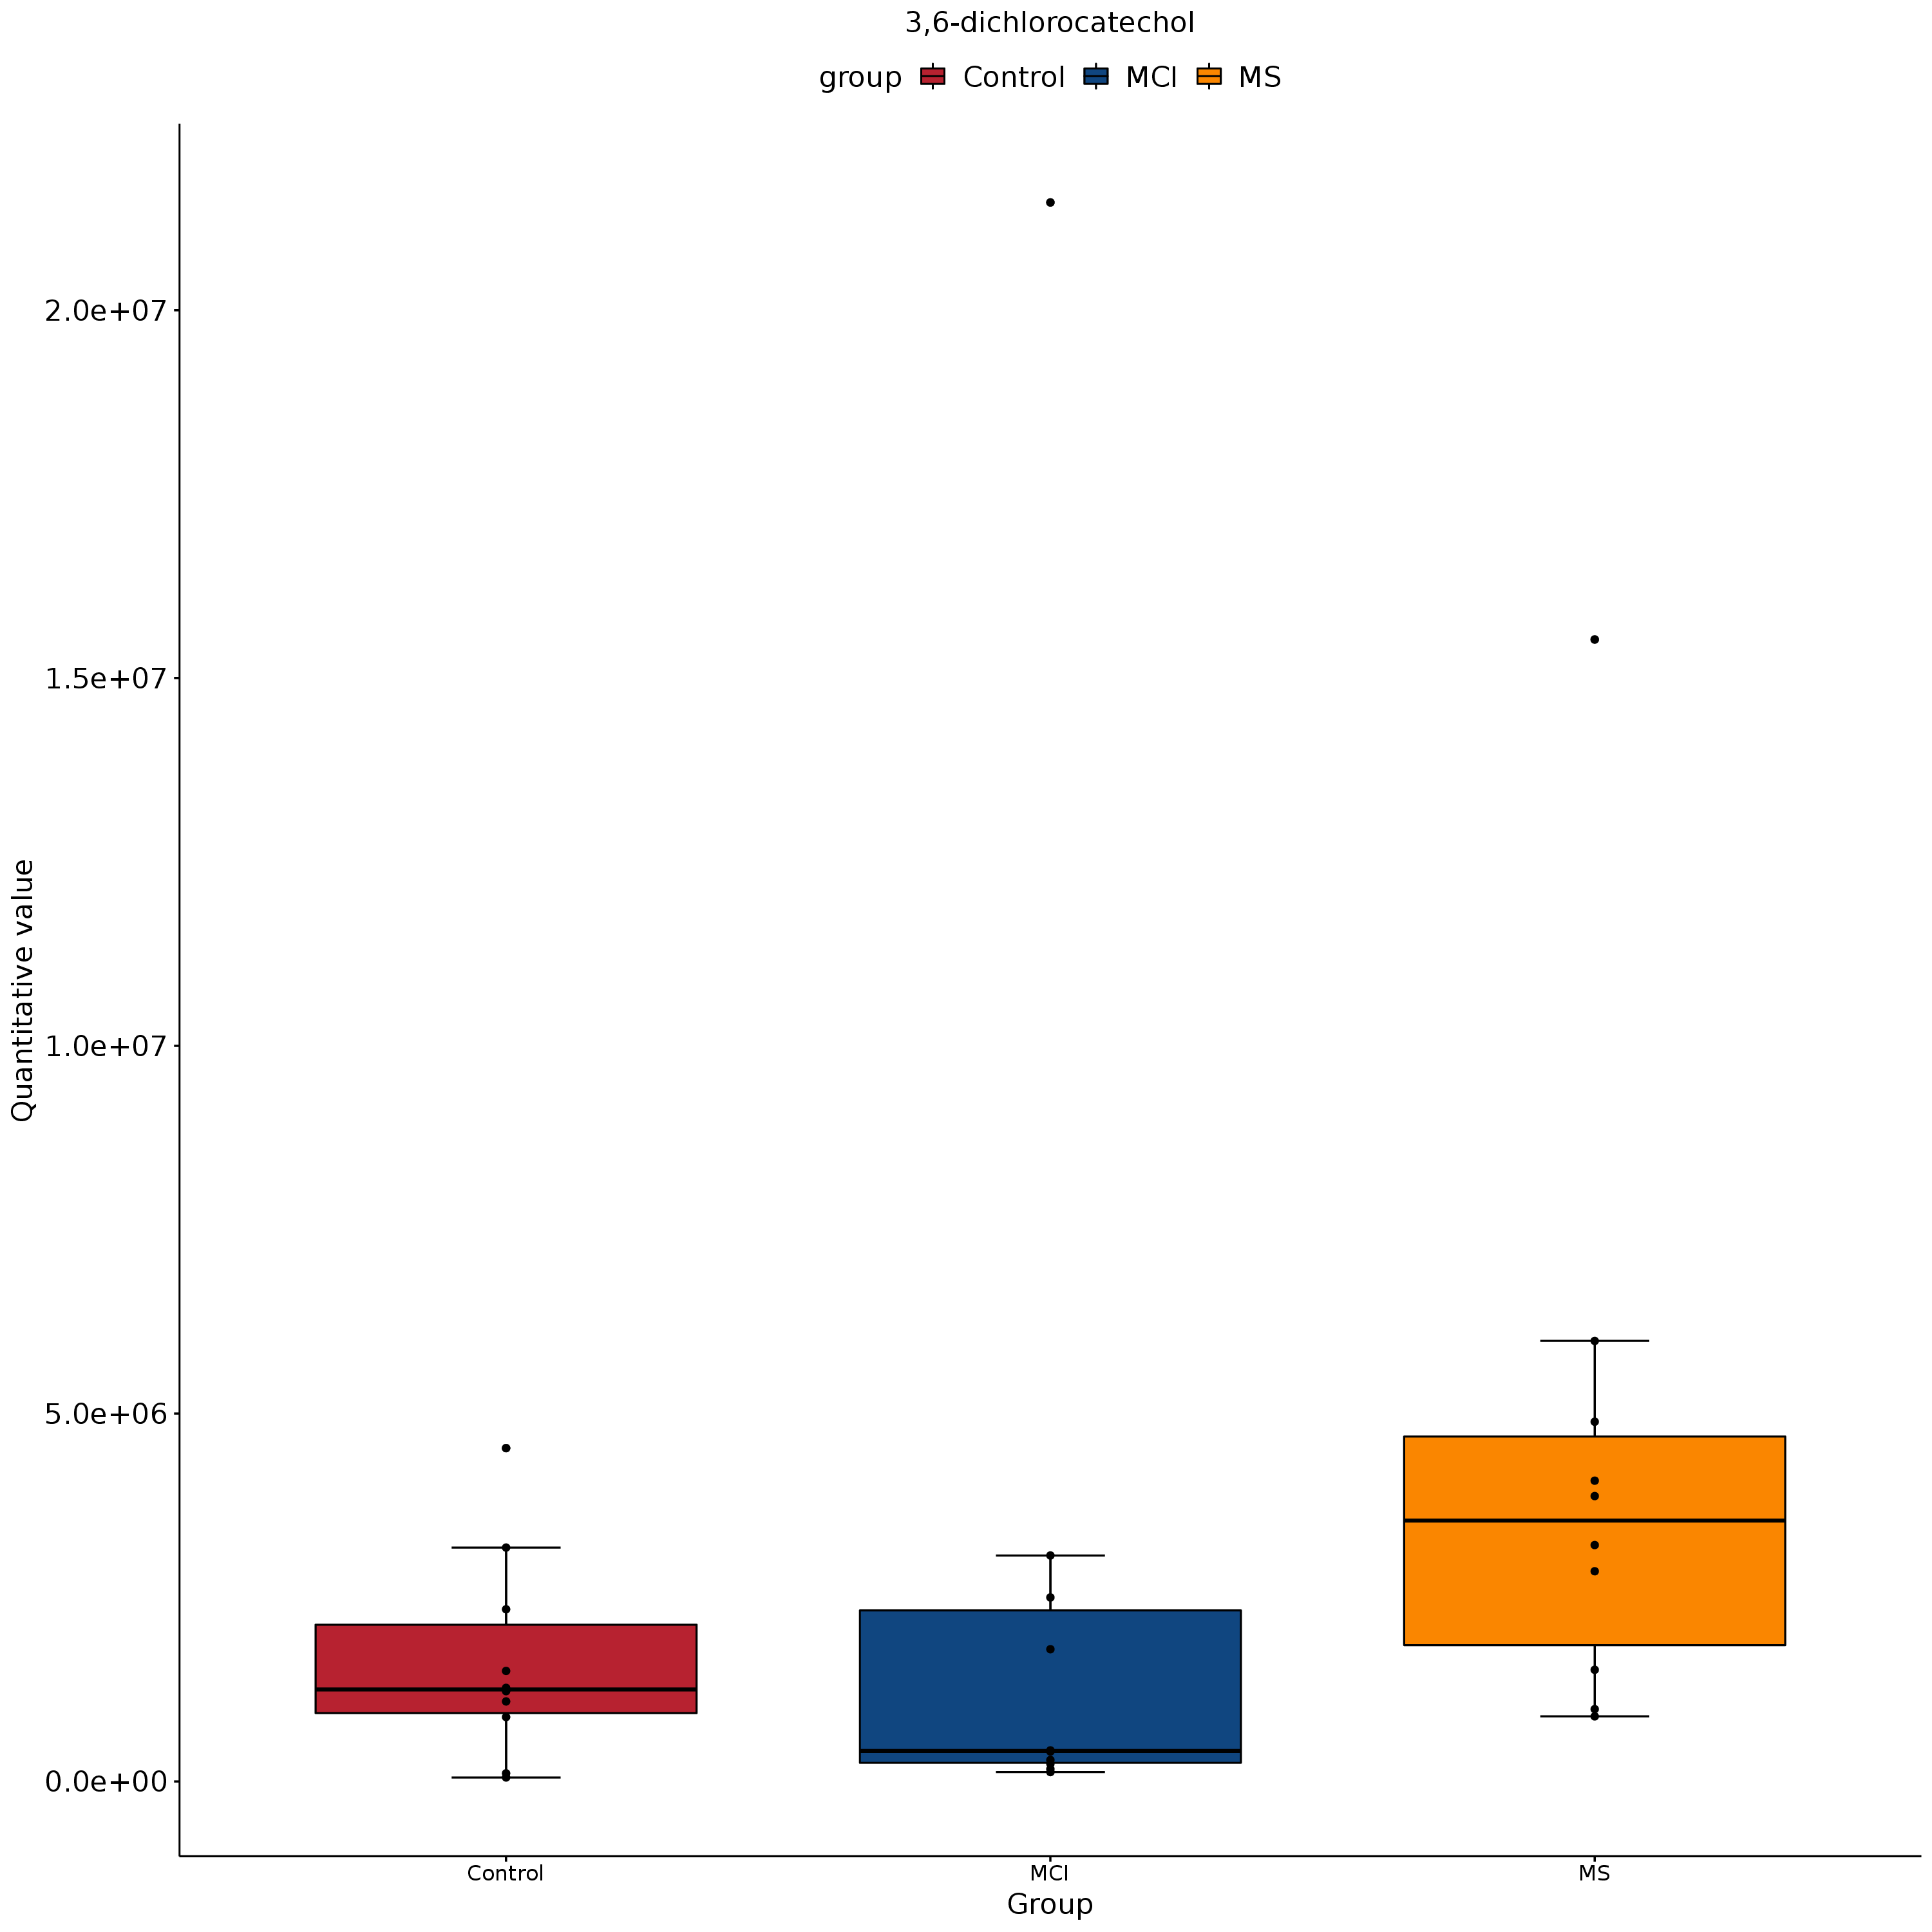 3,6-dichlorocatechol
group Control MCI MS
Quantitative value
2.0e+07
1.5e+07
1.0e+07
5.0e+06
0.0e+00
Control MCI MS
Group